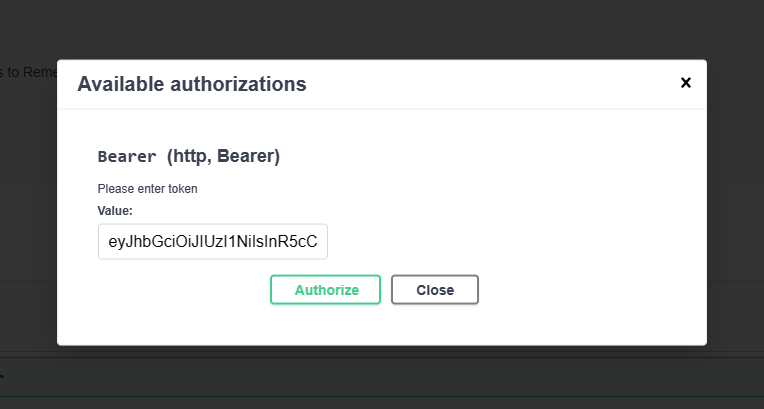 s to Reme
Available authorizations
Bearer (http, Bearer)
Please enter token
Value:
eyJhbGciOiJIUzI1NiIsInR5cC
Authorize
Close